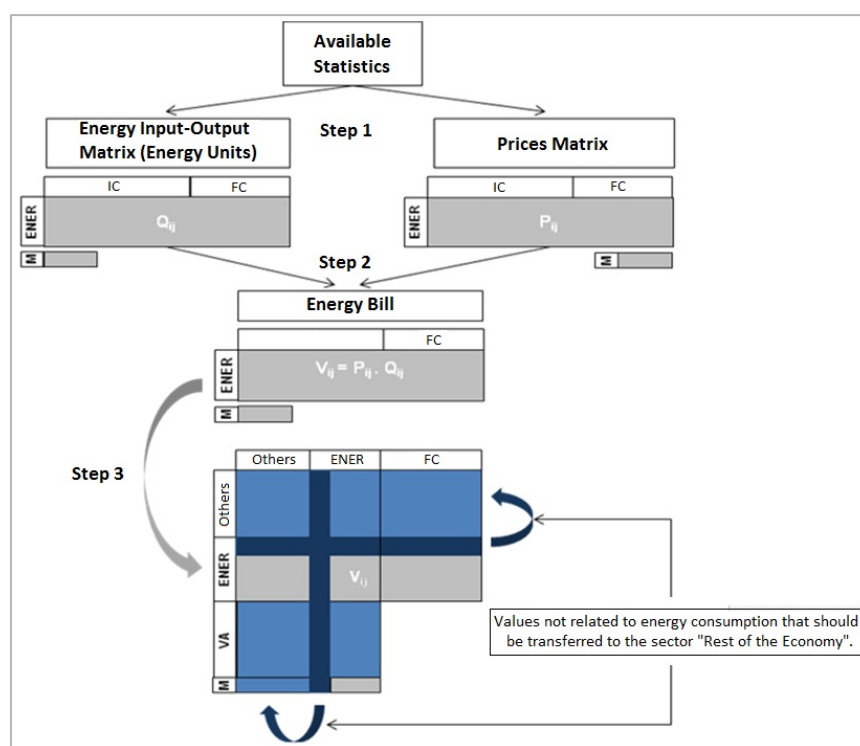 Available
Statistics
Energy Input-Output
Matrix (Energy Units)
Step 1
Prices Matrix
IC
FC
IC
FC
ENER
Qij
ENER
Pij
M
M
Step 2
Energy Bill
FC
ENER
Vij = Pij . Qij
M
Step 3
Others
ENER
FC
Others
ENER
Vij
Values not related to energy consumption that should
be transferred to the sector "Rest of the Economy".
VA
M